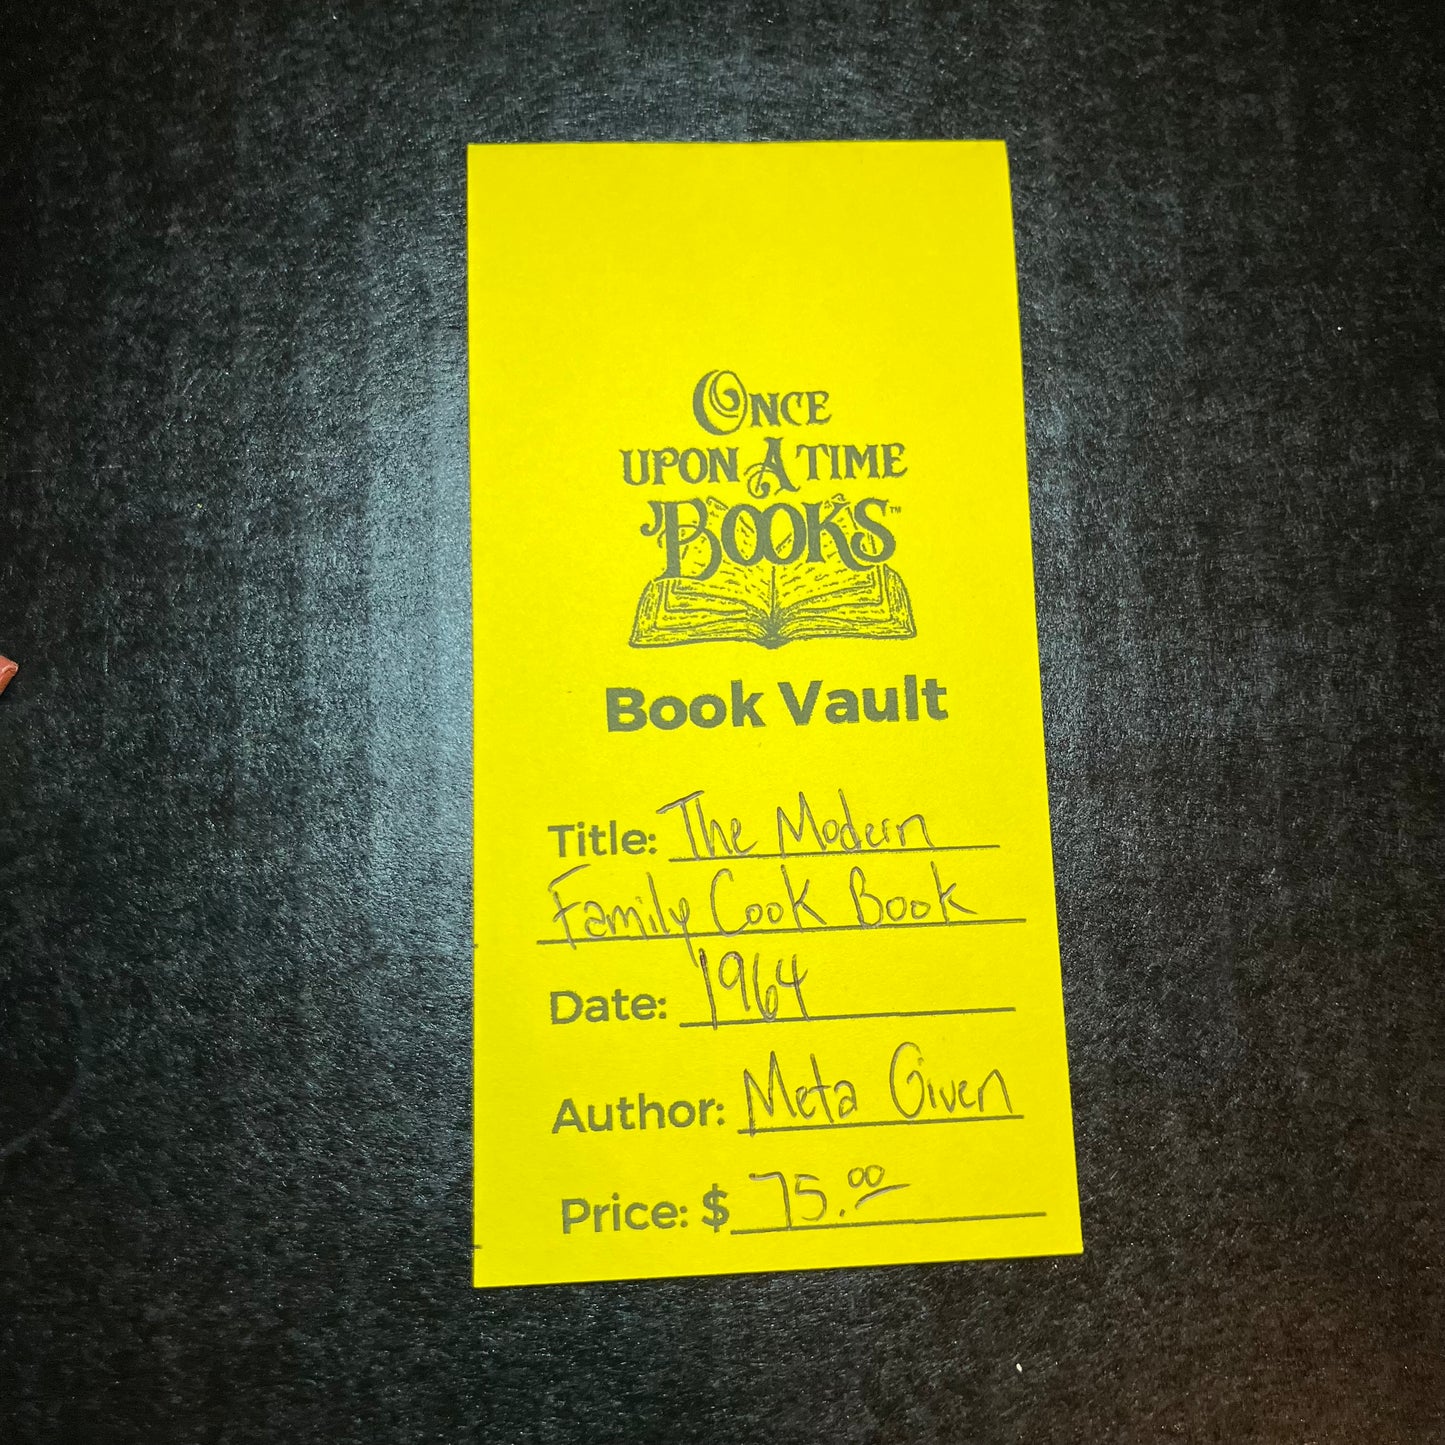 Once
upon A time
Books™
Book Vault
Title: The Modern
Family Cook Book
Date: 1964
Author: Meta Given
Price: $ 75.00